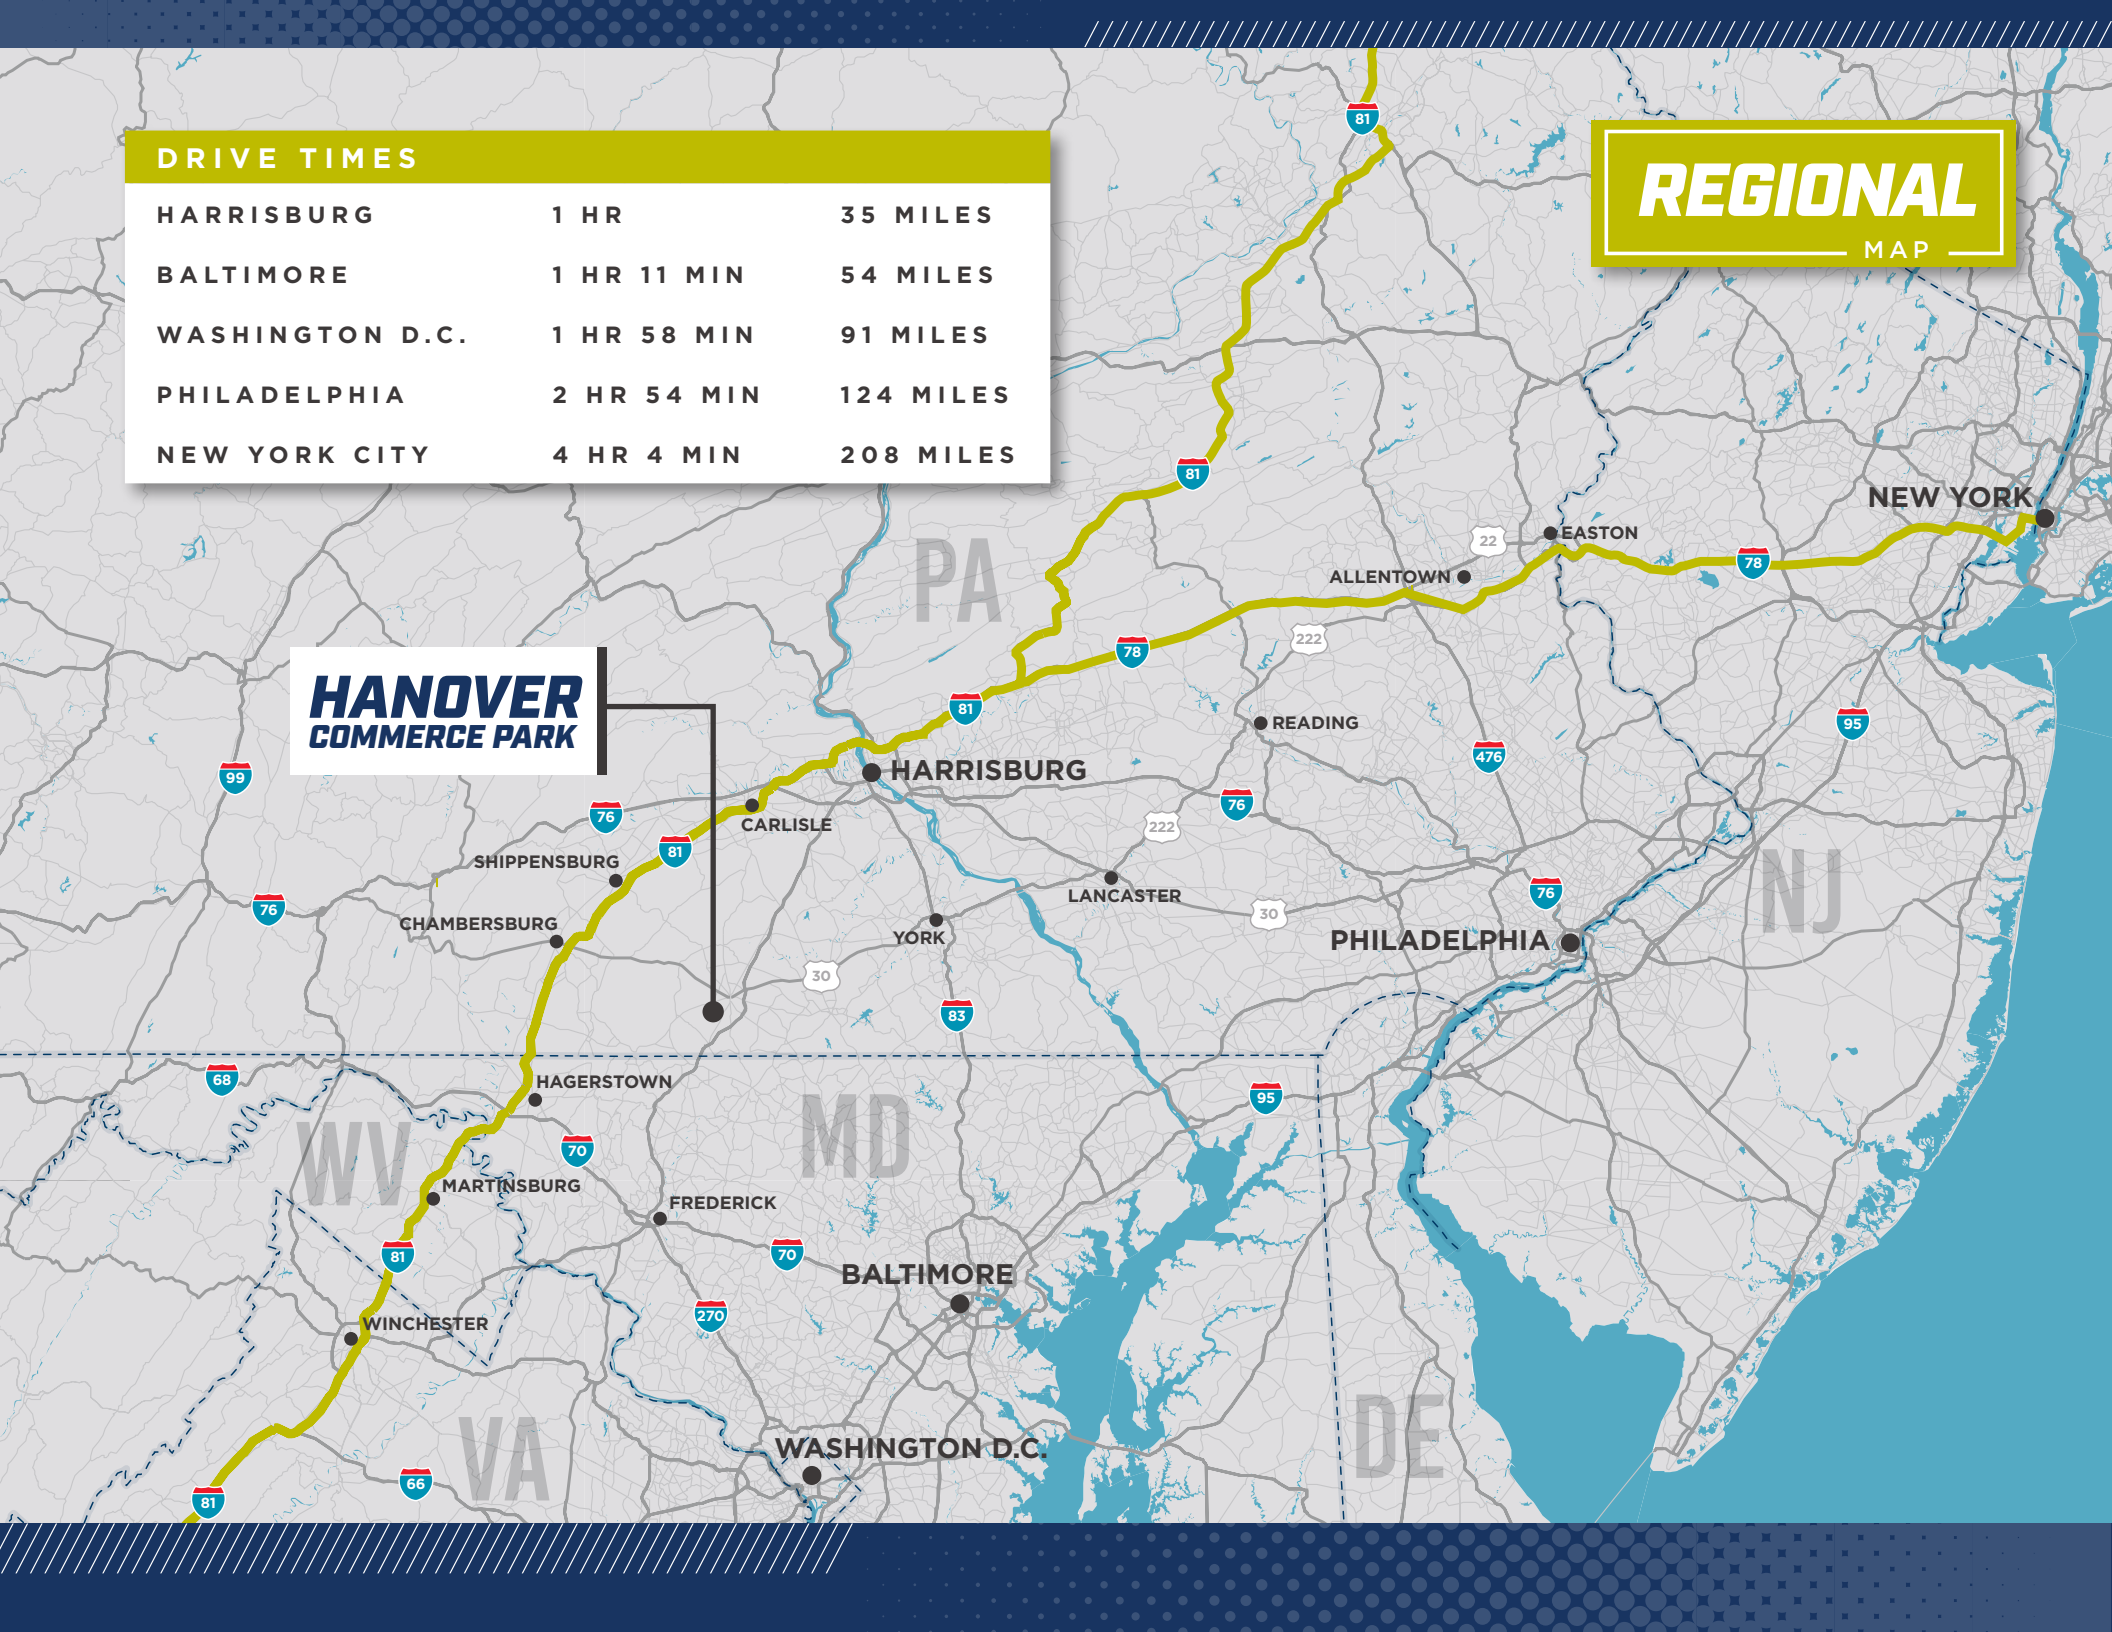 DRIVE TIMES
HARRISBURG 1 HR 35 MILES
BALTIMORE 1 HR 11 MIN 54 MILES
WASHINGTON D.C. 1 HR 58 MIN 91 MILES
PHILADELPHIA 2 HR 54 MIN 124 MILES
NEW YORK CITY 4 HR 4 MIN 208 MILES
REGIONAL
MAP
81
81
NEW YORK
22
EASTON
78
ALLENTOWN
PA
222
78
HANOVER
COMMERCE PARK
81
READING
95
476
99
HARRISBURG
76
76
CARLISLE
222
81
SHIPPENSBURG
NJ
76
LANCASTER
76
30
CHAMBERSBURG
YORK
PHILADELPHIA
30
83
68
HAGERSTOWN
95
MD
WV
70
MARTINSBURG
FREDERICK
81
70
BALTIMORE
270
WINCHESTER
DE
VA
WASHINGTON D.C.
66
81